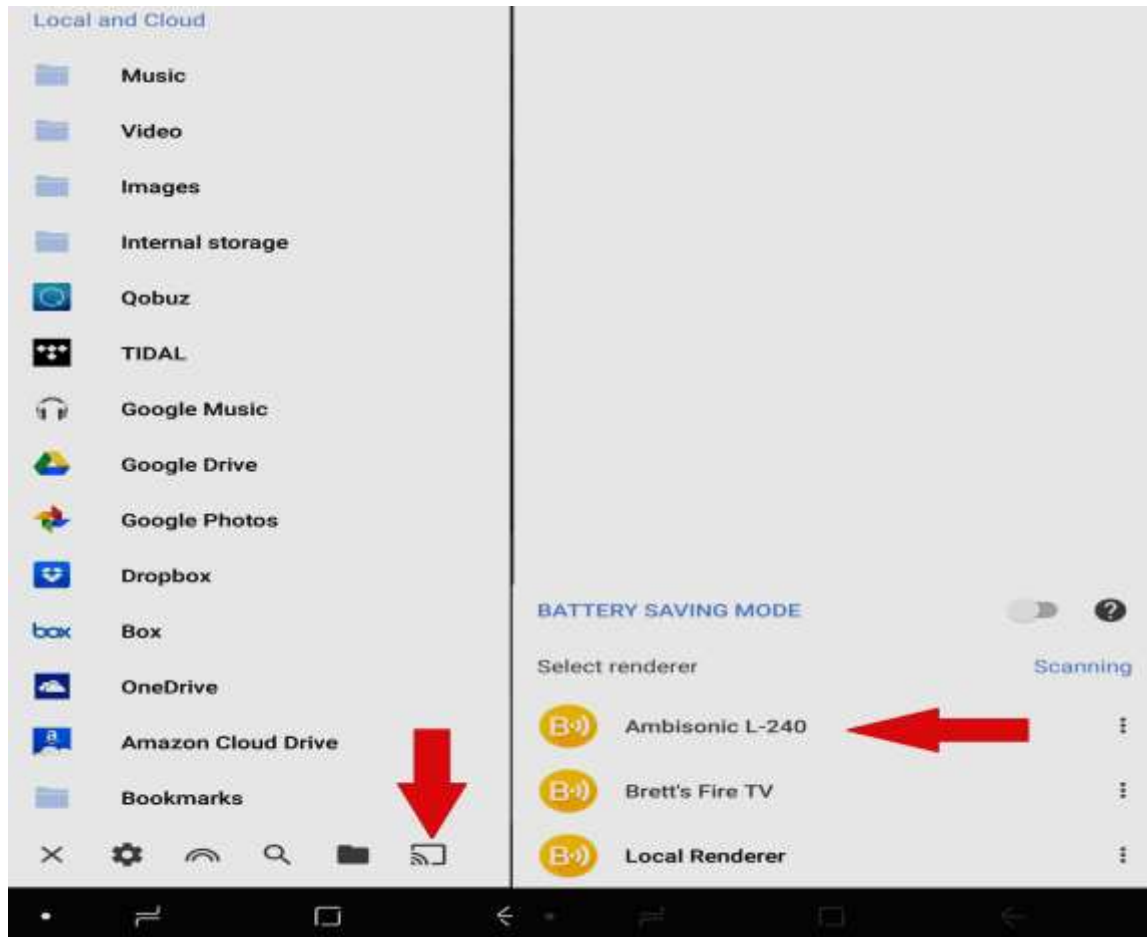 Local and Cloud
Music
Video
Images
Internal storage
Qobuz
TIDAL
Google Music
Google Drive
Google Photos
Dropbox
box Box
OneDrive
a Amazon Cloud Drive
Bookmarks
BATTERY SAVING MODE ?
Select renderer Scanning
B Ambisonic L-240
B Brett's Fire TV
B Local Renderer